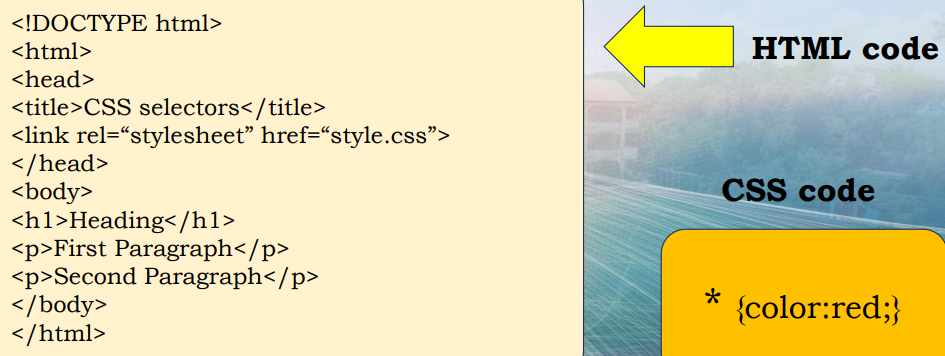 <!DOCTYPE html>
<html>
<head>
<title>CSS selectors</title>
<link rel=“stylesheet” href=“style.css”>
</head>
<body>
<h1>Heading</h1>
<p>First Paragraph</p>
<p>Second Paragraph</p>
</body>
</html>
HTML code
CSS code
* {color:red;}